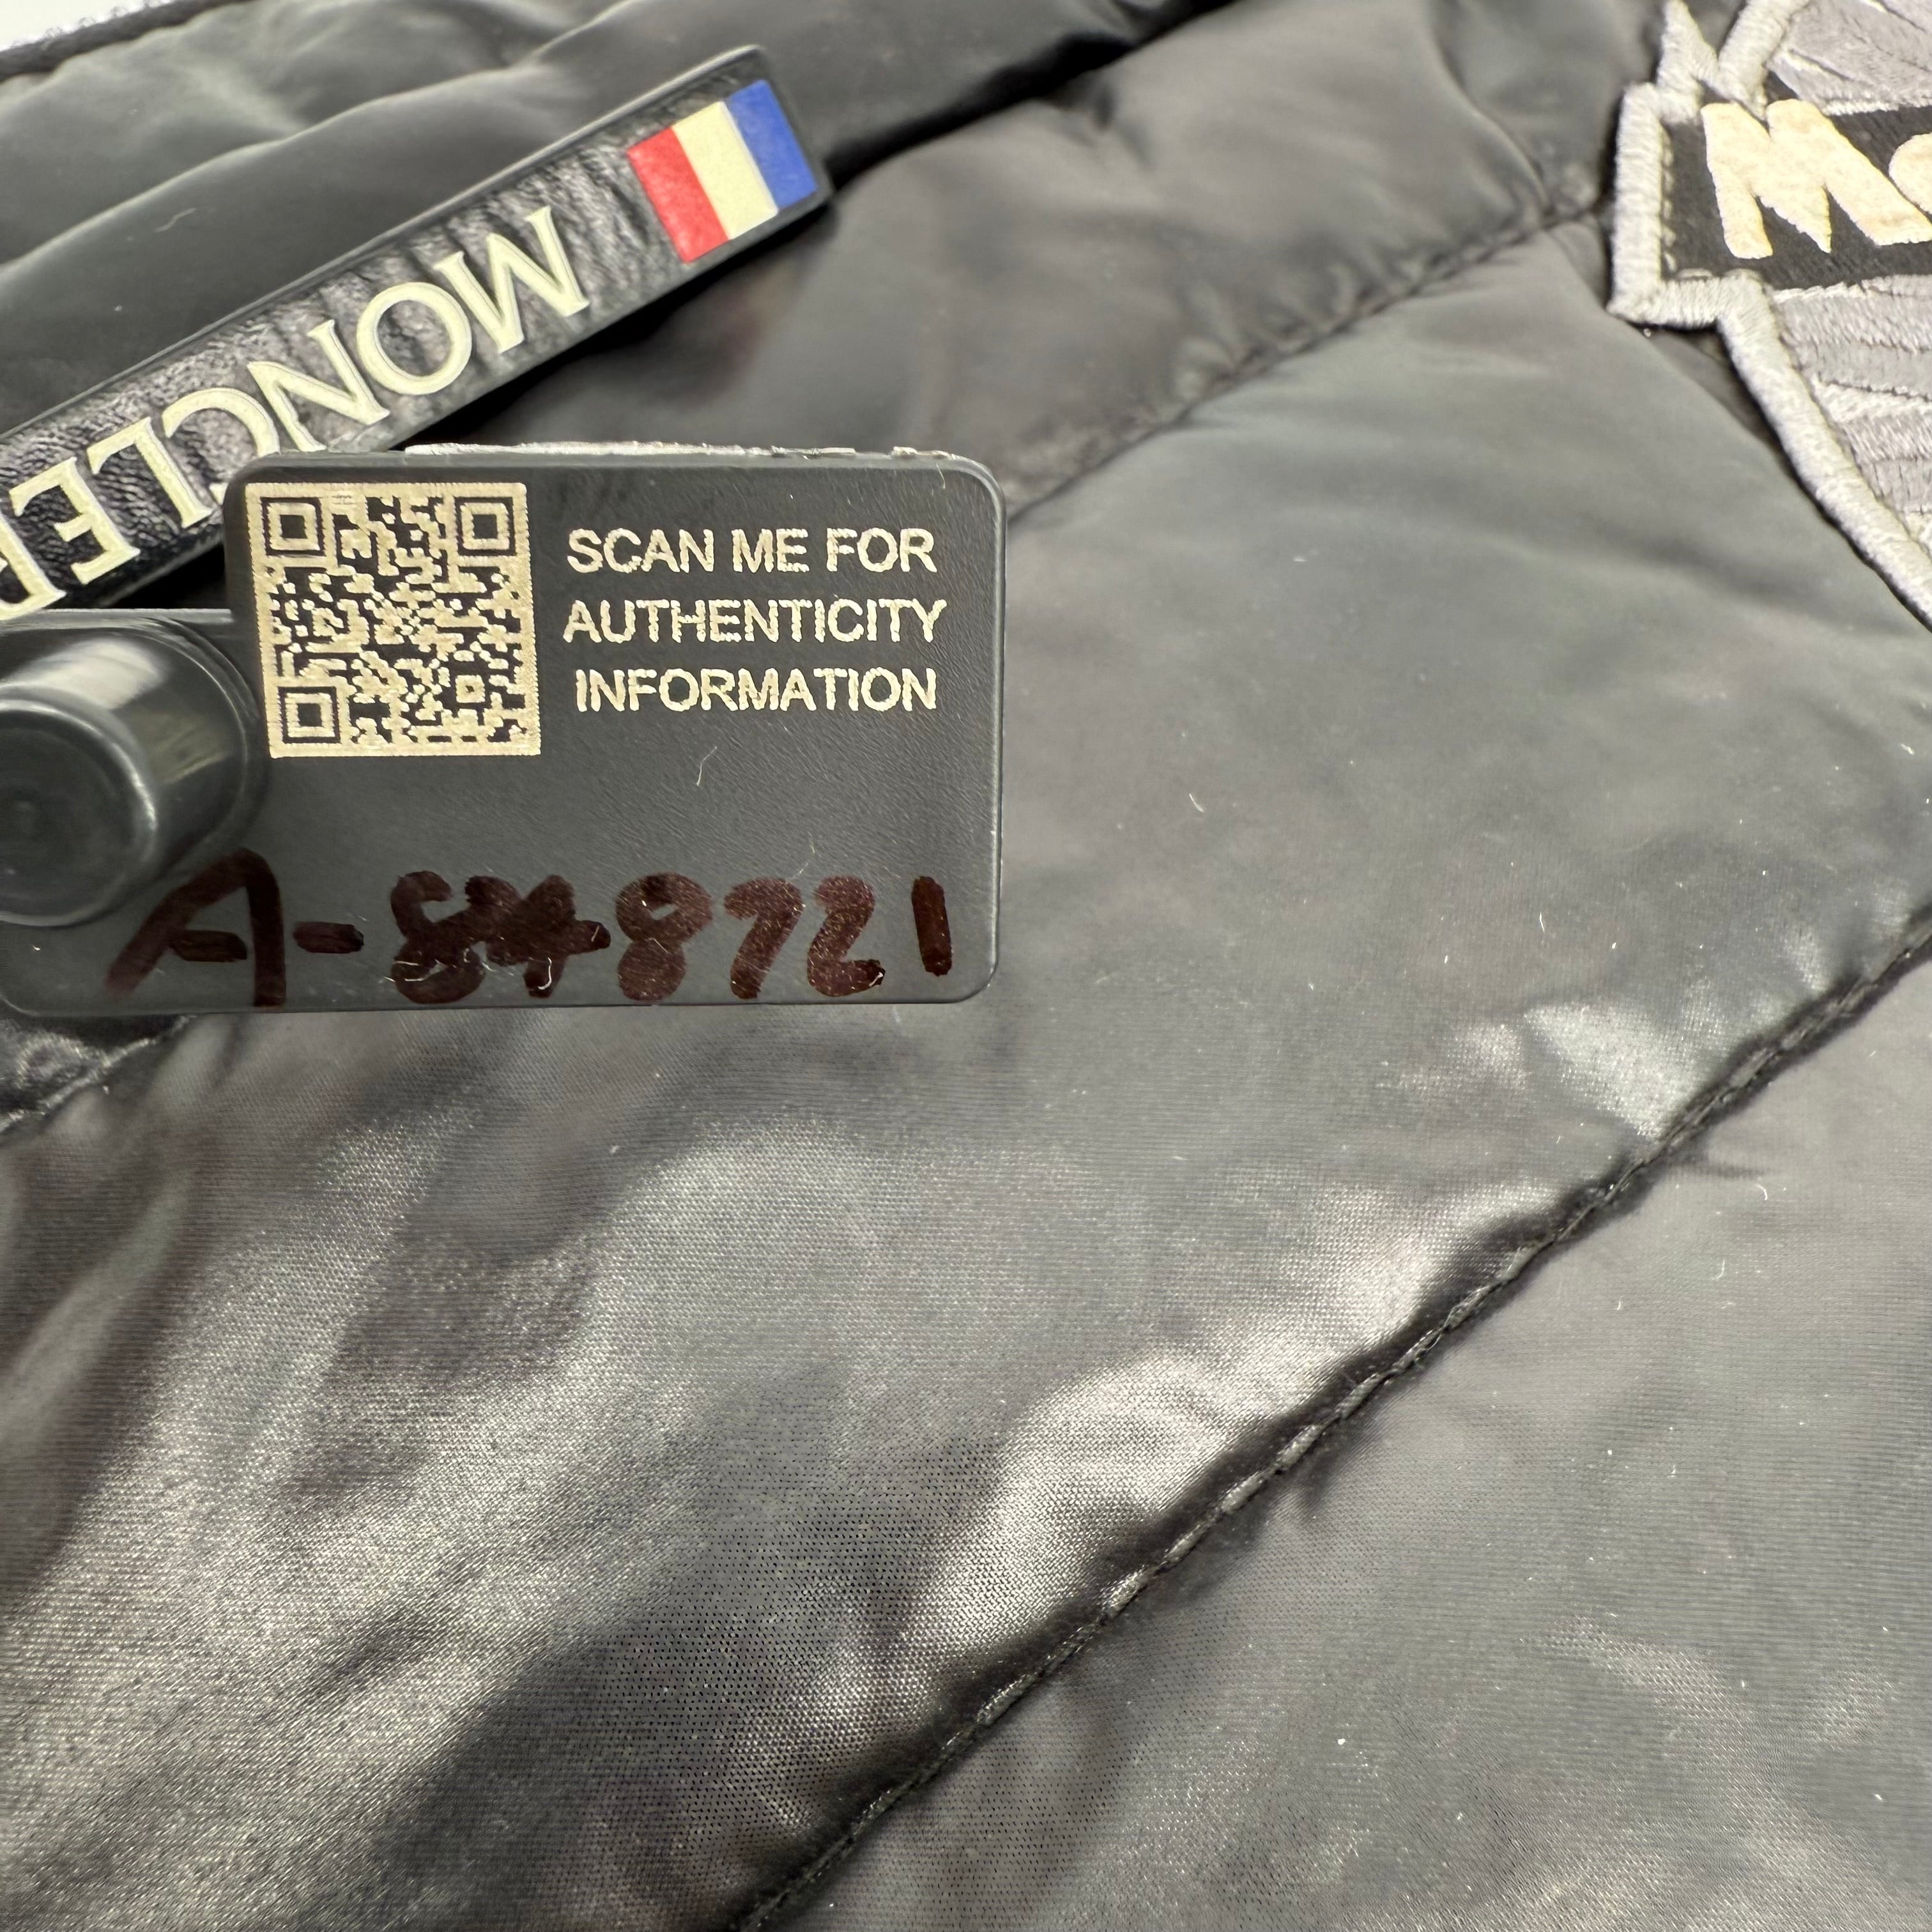 MONCLER
SCAN ME FOR
AUTHENTICITY
INFORMATION
A-848721